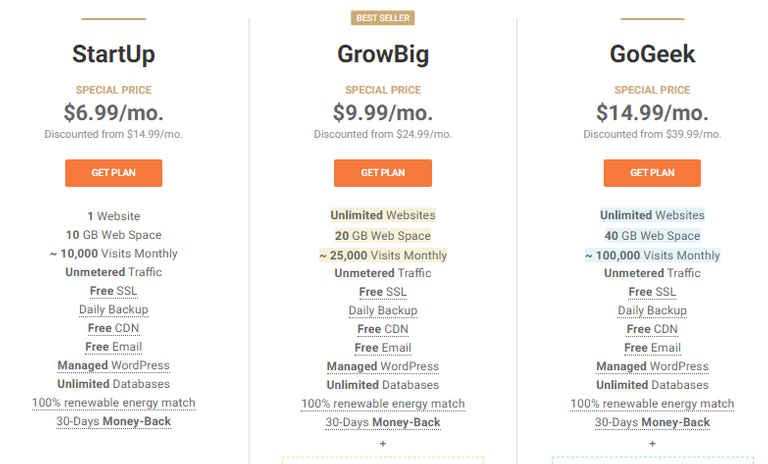 StartUp
SPECIAL PRICE
$6.99/mo.
Discounted from $14.99/mo.
GET PLAN
1 Website
10 GB Web Space
~ 10,000 Visits Monthly
Unmetered Traffic
Free SSL
Daily Backup
Free CDN
Free Email
Managed WordPress
Unlimited Databases
100% renewable energy match
30-Days Money-Back
BEST SELLER
GrowBig
SPECIAL PRICE
$9.99/mo.
Discounted from $24.99/mo.
GET PLAN
Unlimited Websites
20 GB Web Space
~ 25,000 Visits Monthly
Unmetered Traffic
Free SSL
Daily Backup
Free CDN
Free Email
Managed WordPress
Unlimited Databases
100% renewable energy match
30-Days Money-Back
+
GoGeek
SPECIAL PRICE
$14.99/mo.
Discounted from $39.99/mo.
GET PLAN
Unlimited Websites
40 GB Web Space
~ 100,000 Visits Monthly
Unmetered Traffic
Free SSL
Daily Backup
Free CDN
Free Email
Managed WordPress
Unlimited Databases
100% renewable energy match
30-Days Money-Back
+